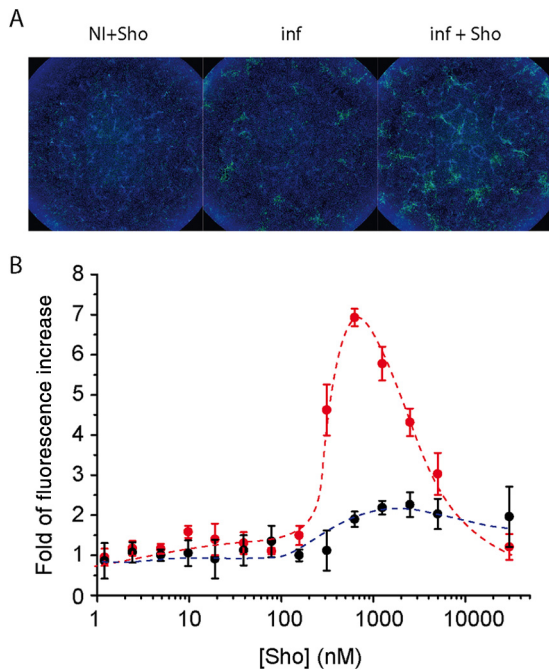 A
NI+Sho inf inf + Sho
B
Fold of fluorescence increase
8
7
6
5
4
3
2
1
0
1 10 100 1000 10000
[Sho] (nM)